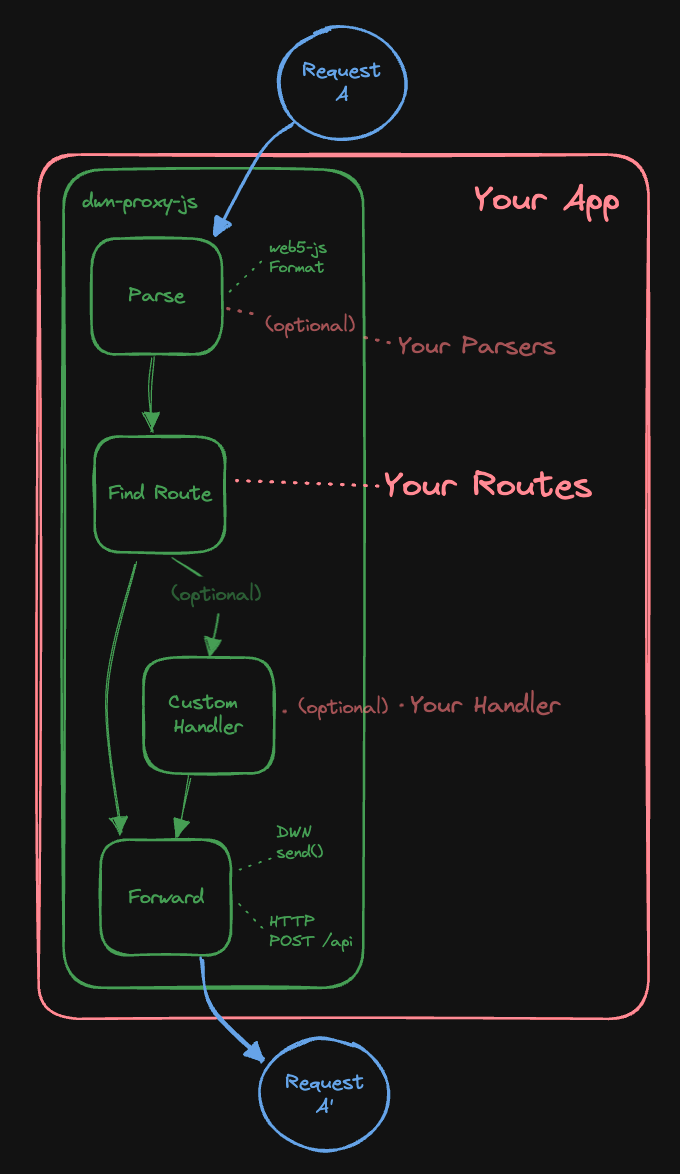 Request
A
dwn-proxy-js
Your App
Parse
web5-js
Format
(optional)
Your Parsers
Find Route
Your Routes
(optional)
Custom
Handler
(optional)
Your Handler
DWN
send()
Forward
HTTP
POST /api
Request
A'